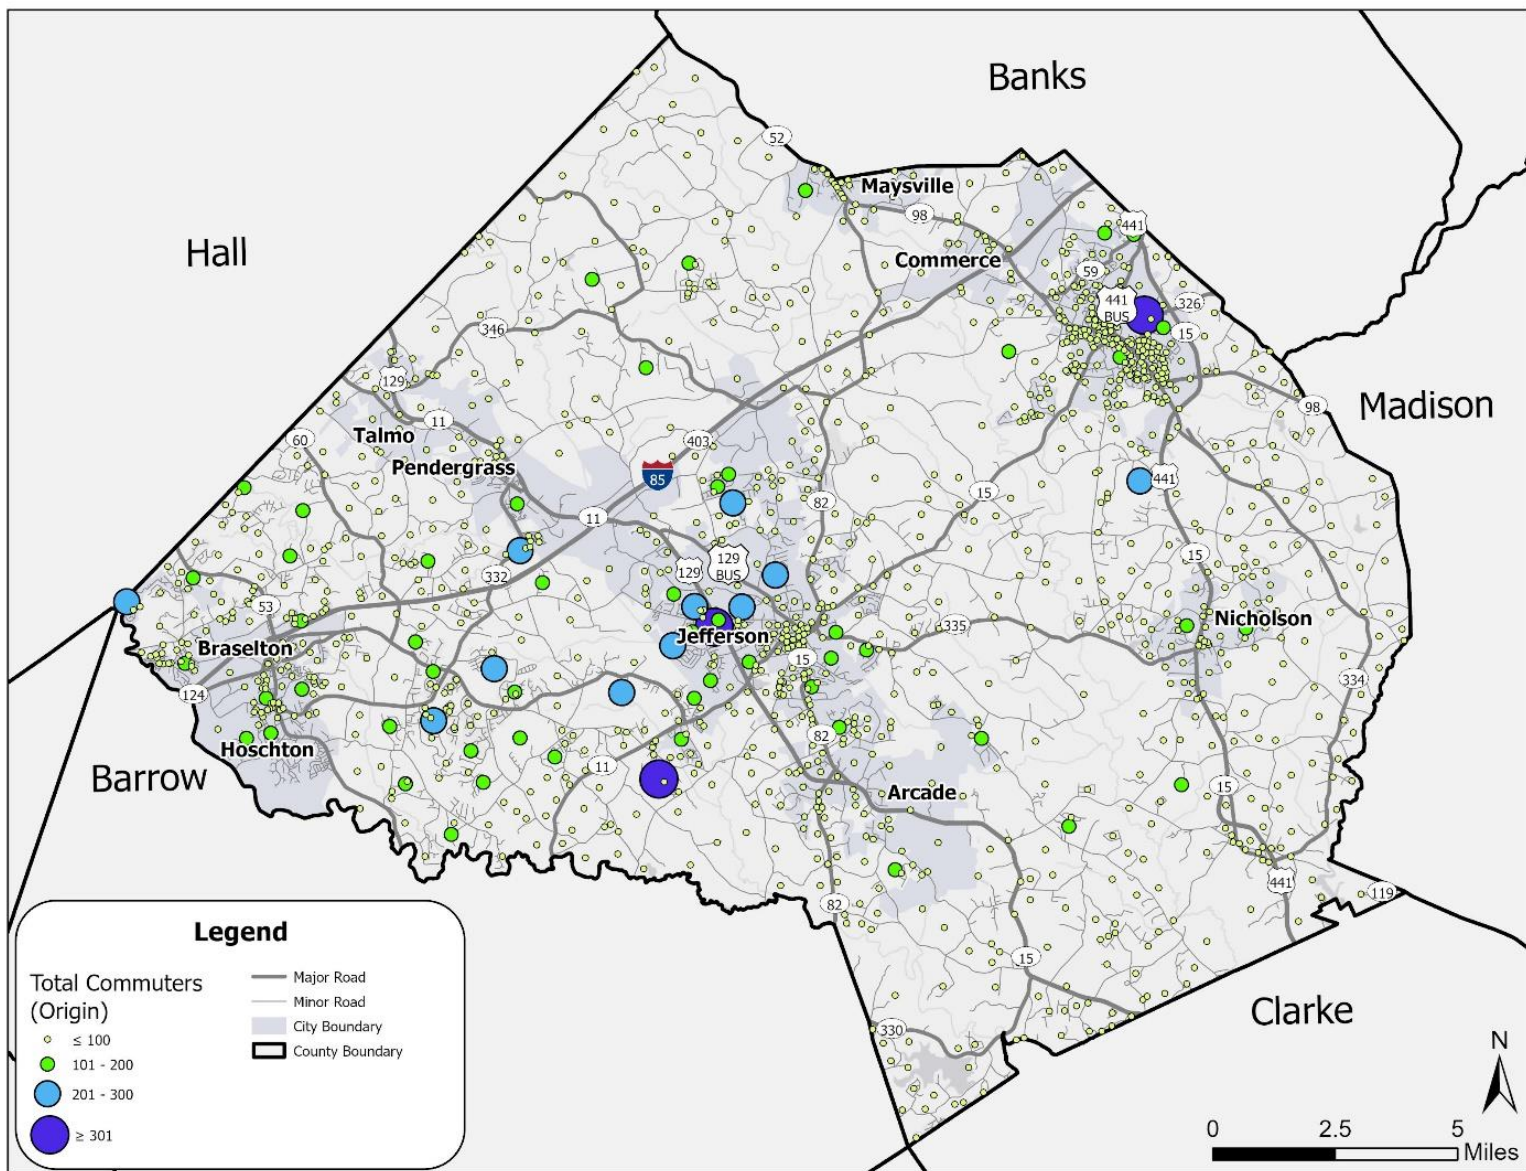 Banks
52
Maysville
98
441
Hall
Commerce
59
441
BUS
326
346
15
129
98
Madison
11
60
Talmo
403
Pendergrass
85
441
15
82
11
15
129
BUS
129
332
53
Nicholson
335
Jefferson
Braselton
15
334
124
82
Hoschton
11
Barrow
15
Arcade
441
119
82
Legend
15
Total Commuters
(Origin)
≤ 100
101 - 200
201 - 300
≥ 301
Major Road
Minor Road
City Boundary
County Boundary
Clarke
330
N
0 2.5 5
Miles